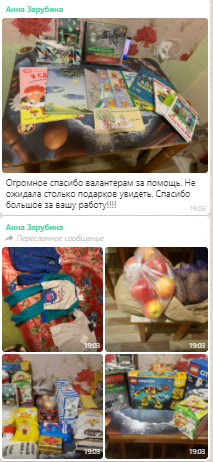 Анна Зарубина
Огромное спасибо валантерам за помощь. Не
ожидала столько подарков увидеть. Спасибо
большое за вашу работу!!!!
19:03
Анна Зарубина
Пересланное сообщение
19:03
19:03
19:03
19:03